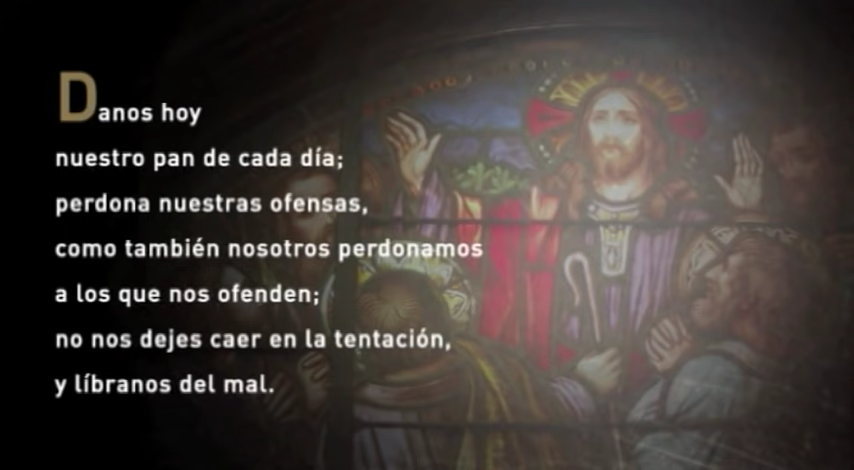 Danos hoy
nuestro pan de cada día;
perdona nuestras ofensas,
como también nosotros perdonamos
a los que nos ofenden;
no nos dejes caer en la tentación,
y líbranos del mal.